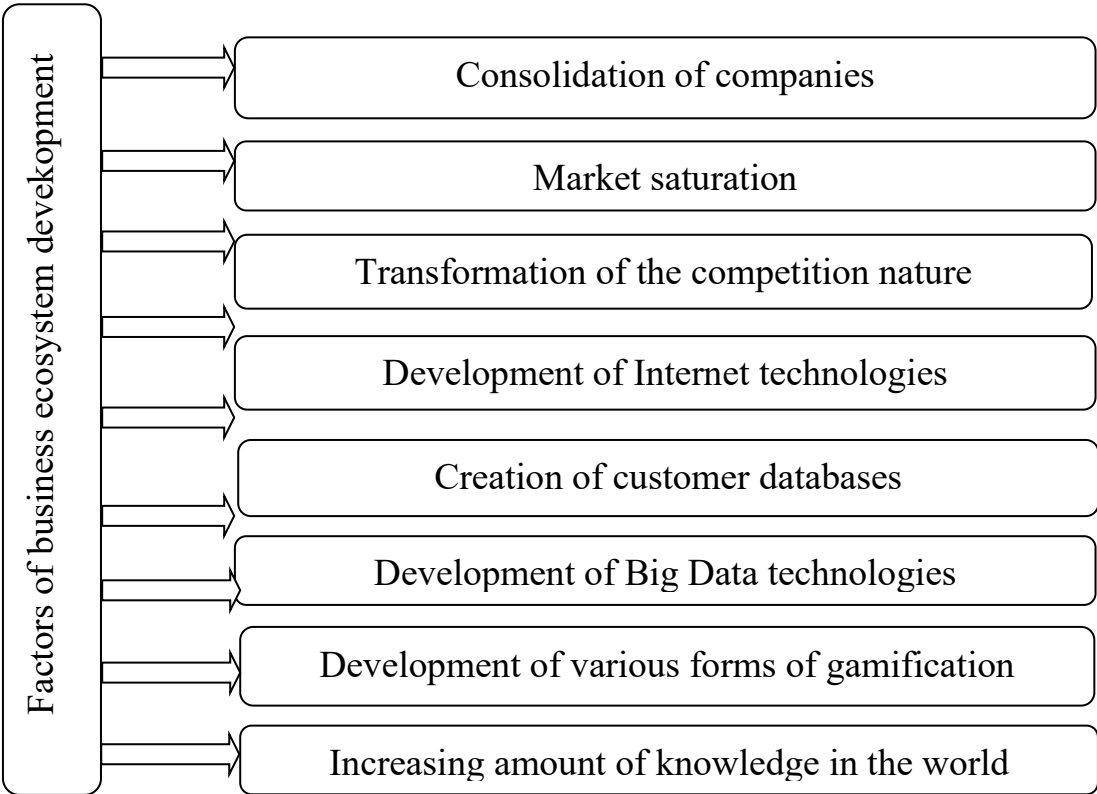 Factors of business ecosystem devekopment
Consolidation of companies
Market saturation
Transformation of the competition nature
Development of Internet technologies
Creation of customer databases
Development of Big Data technologies
Development of various forms of gamification
Increasing amount of knowledge in the world